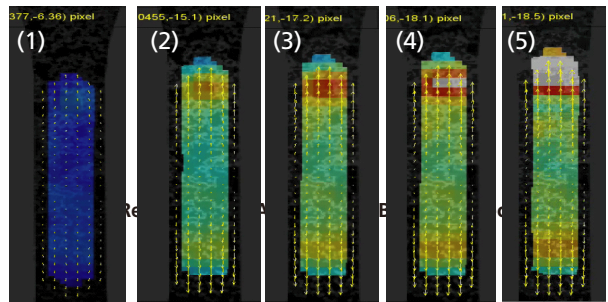 377,-6.36) pixel
(0455,-15.1) pixel
21,-17.2) pixel
06,-18.1) pixel
1,-18.5) pixel
(1)
(2)
(3)
(4)
(5)